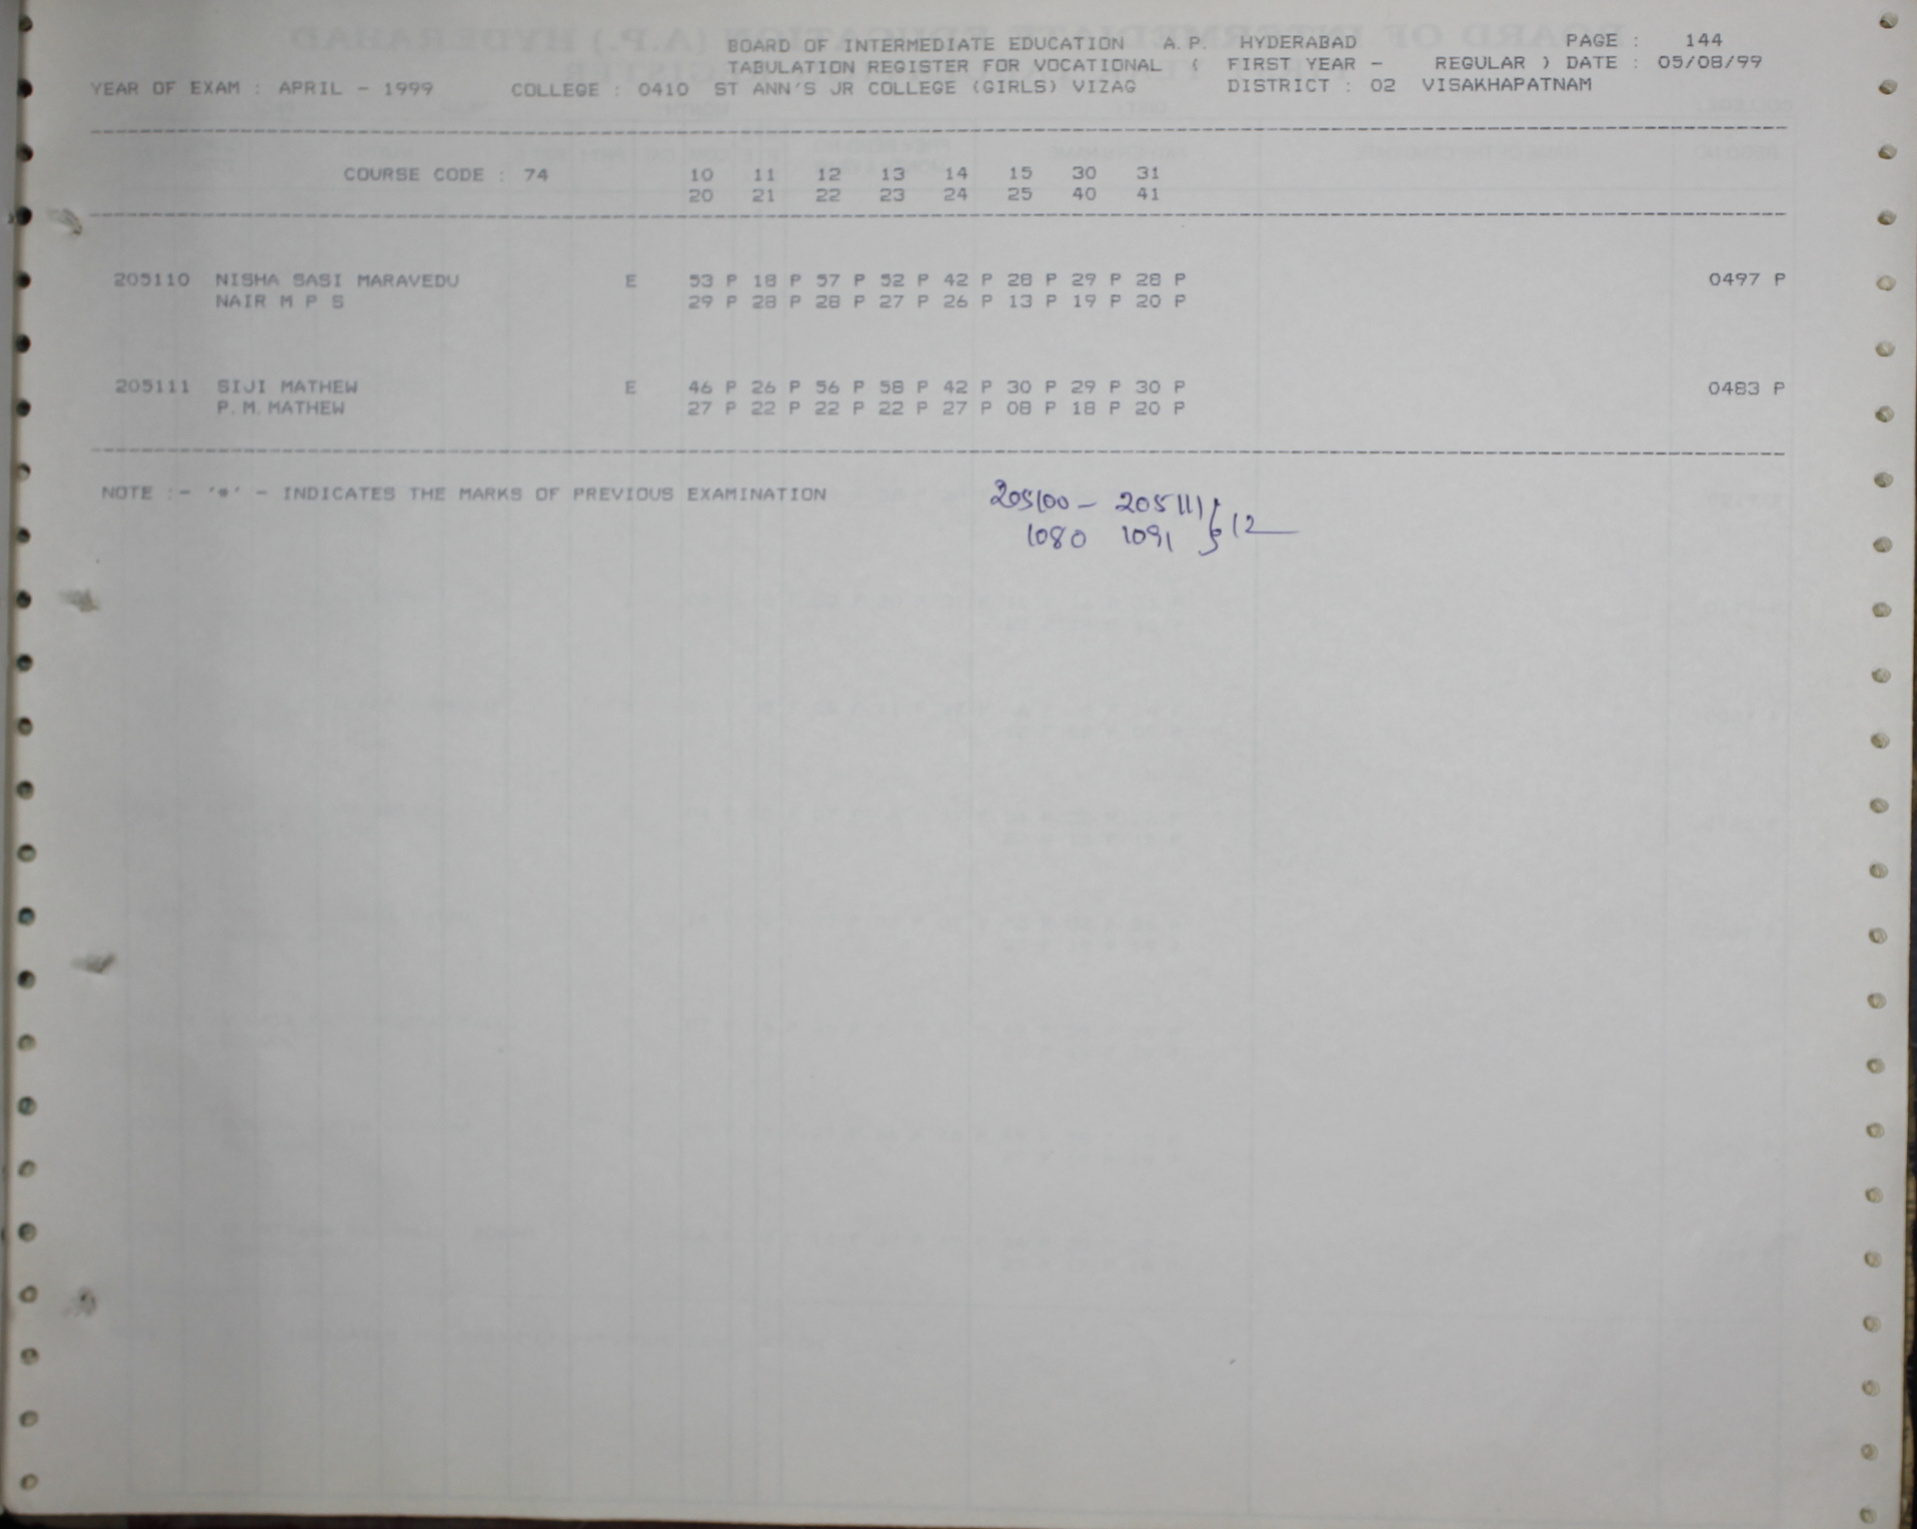 BOARD OF INTERMEDIATE EDUCATION A.P. HYDERABAD PAGE : 144
TABULATION REGISTER FOR VOCATIONAL ( FIRST YEAR - REGULAR ) DATE : 05/08/99
YEAR OF EXAM : APRIL - 1999 COLLEGE : 0410 ST ANN'S JR COLLEGE (GIRLS) VIZAG DISTRICT : 02 VISAKHAPATNAM
COURSE CODE : 74 10 11 12 13 14 15 30 31
20 21 22 23 24 25 40 41
205110 NISHA SASI MARAVEDU E 53 P 18 P 57 P 52 P 42 P 28 P 29 P 28 P 0497 P
NAIR M P S 29 P 28 P 28 P 27 P 26 P 13 P 19 P 20 P
205111 SIJI MATHEW E 46 P 26 P 56 P 58 P 42 P 30 P 29 P 30 P 0483 P
P.M.MATHEW 27 P 22 P 22 P 22 P 27 P 08 P 18 P 20 P
NOTE :- '*' - INDICATES THE MARKS OF PREVIOUS EXAMINATION
205100 - 205111 } 12
1080 1091